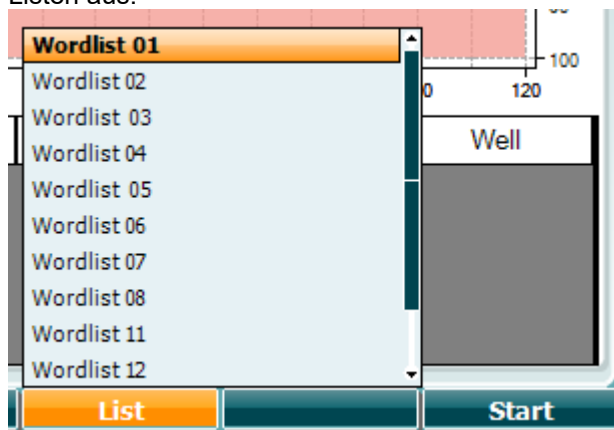 Listen aus.
Wordlist 01
Wordlist 02
Wordlist 03
Wordlist 04
Wordlist 05
Wordlist 06
Wordlist 07
Wordlist 08
Wordlist 11
Wordlist 12
100
0 120
Well
List Start